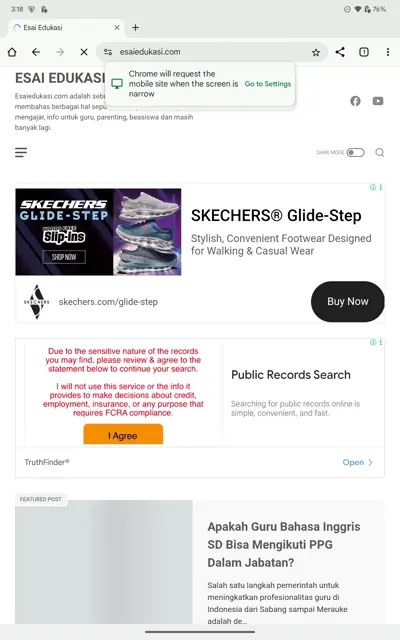 3:18
76%
Esai Edukasi
esaiedukasi.com
1
ESAI EDUKASI
Chrome will request the
mobile site when the screen is
narrow
Go to Settings
Esaiedukasi.com adalah
membahas berbagai hal
mengajar, info untuk guru, parenting, beasiswa dan masih
banyak lagi.
DARK MODE
SKECHERS
GLIDE-STEP
Slip-ins
SHOP NOW
SKECHERS® Glide-Step
Stylish, Convenient Footwear Designed
for Walking & Casual Wear
SKECHERS
skechers.com/glide-step
Buy Now
Due to the sensitive nature of the records
you may find, please review & agree to the
statement below to continue your search.
I will not use this service or the info it
provides to make decisions about credit,
employment, insurance, or any purpose that
requires FCRA compliance.
I Agree
Public Records Search
Searching for public records online is
simple, convenient, and fast.
TruthFinder®
Open
FEATURED POST
Apakah Guru Bahasa Inggris
SD Bisa Mengikuti PPG
Dalam Jabatan?
Salah satu langkah pemerintah untuk
meningkatkan profesionalitas guru di
Indonesia dari Sabang sampai Merauke
adalah de...